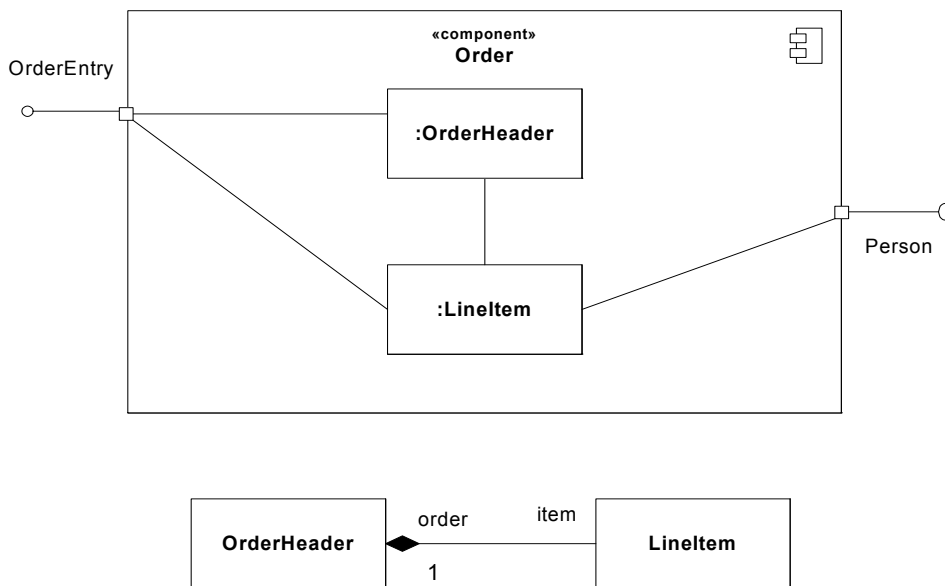 «component»
Order
OrderEntry
:OrderHeader
Person
:LineItem
order
item
OrderHeader
LineItem
1